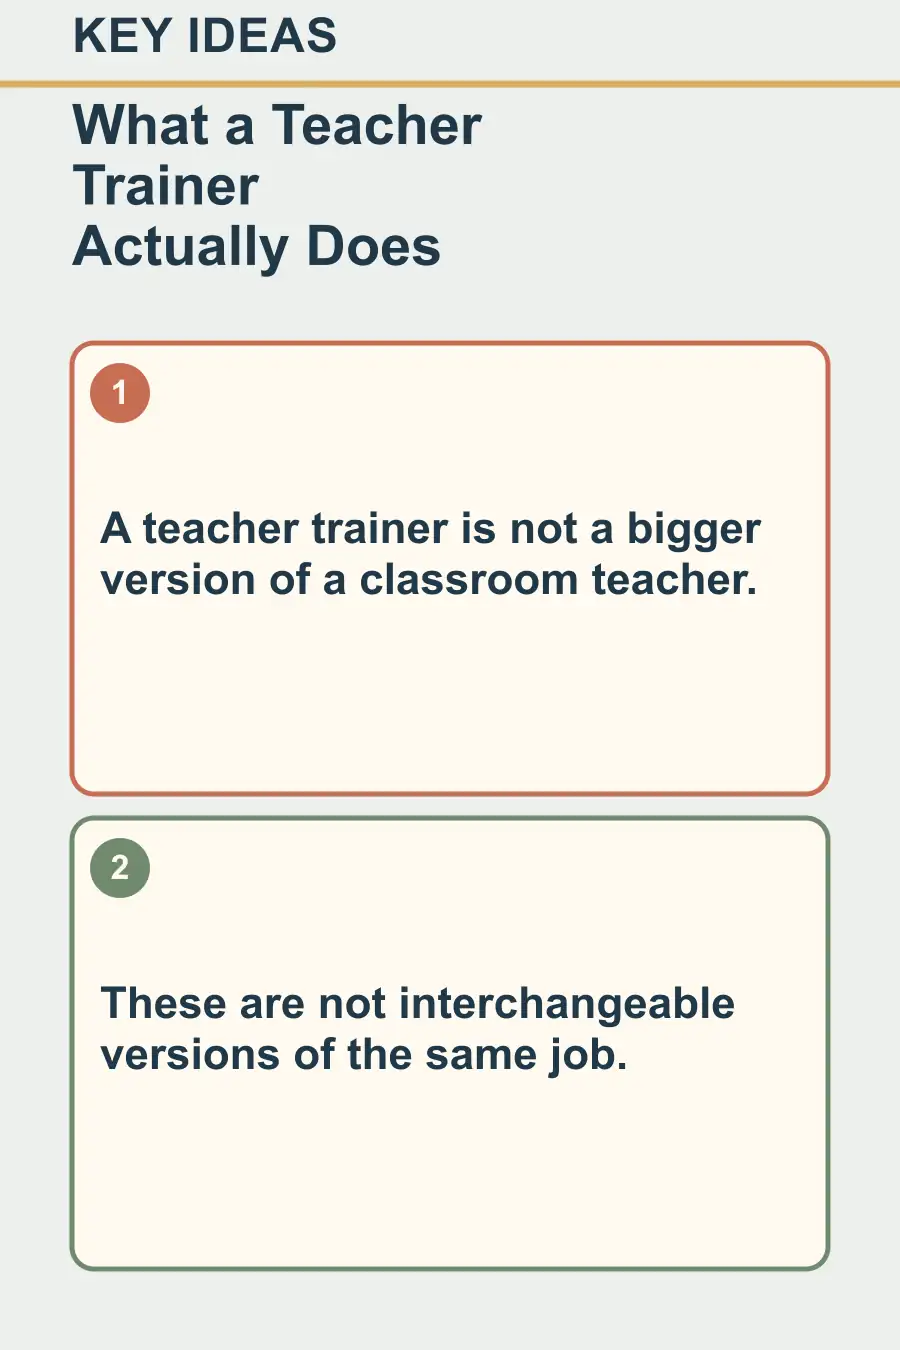 KEY IDEAS
What a Teacher
Trainer
Actually Does
1
A teacher trainer is not a bigger
version of a classroom teacher.
2
These are not interchangeable
versions of the same job.